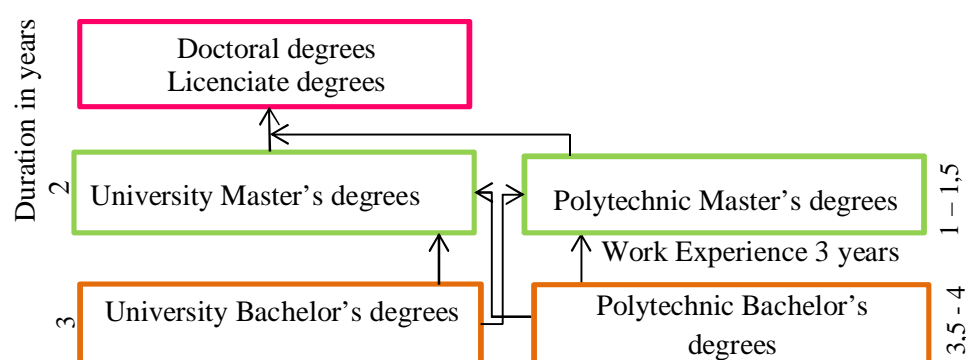 Duration in years
Doctoral degrees
Licenciate degrees
2
University Master's degrees
Polytechnic Master's degrees
1 – 1,5
Work Experience 3 years
3
University Bachelor's degrees
Polytechnic Bachelor's
degrees
3,5 - 4